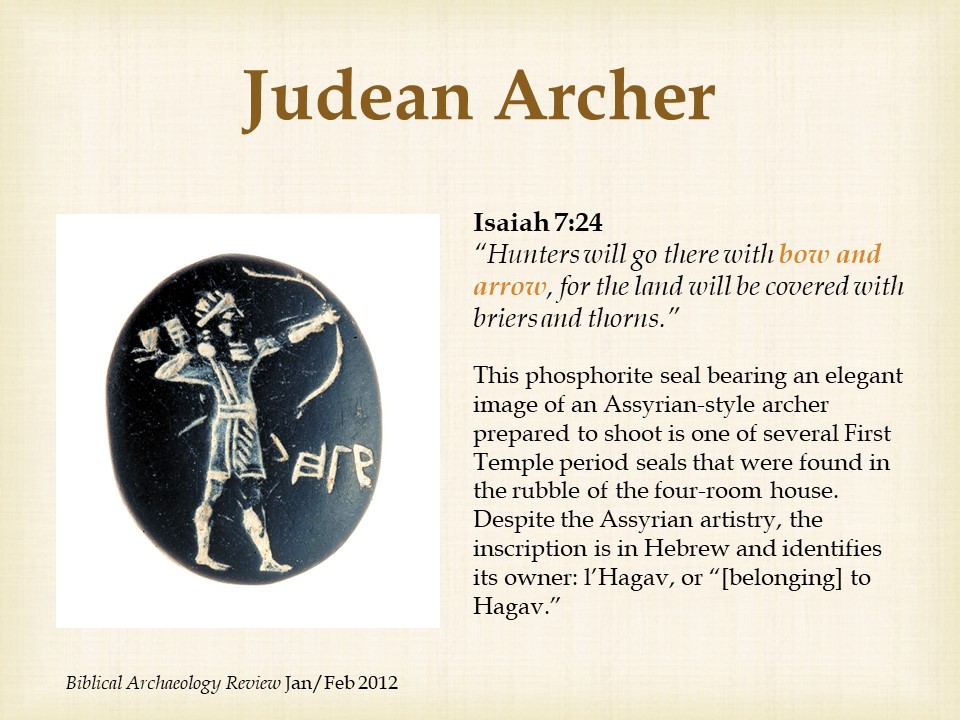 Judean Archer
𐤋𐤇𐤂𐤁
Isaiah 7:24
“Hunters will go there with bow and
arrow, for the land will be covered with
briers and thorns.”
This phosphorite seal bearing an elegant
image of an Assyrian-style archer
prepared to shoot is one of several First
Temple period seals that were found in
the rubble of the four-room house.
Despite the Assyrian artistry, the
inscription is in Hebrew and identifies
its owner: l’Hagav, or “[belonging] to
Hagav.”
Biblical Archaeology Review Jan/Feb 2012